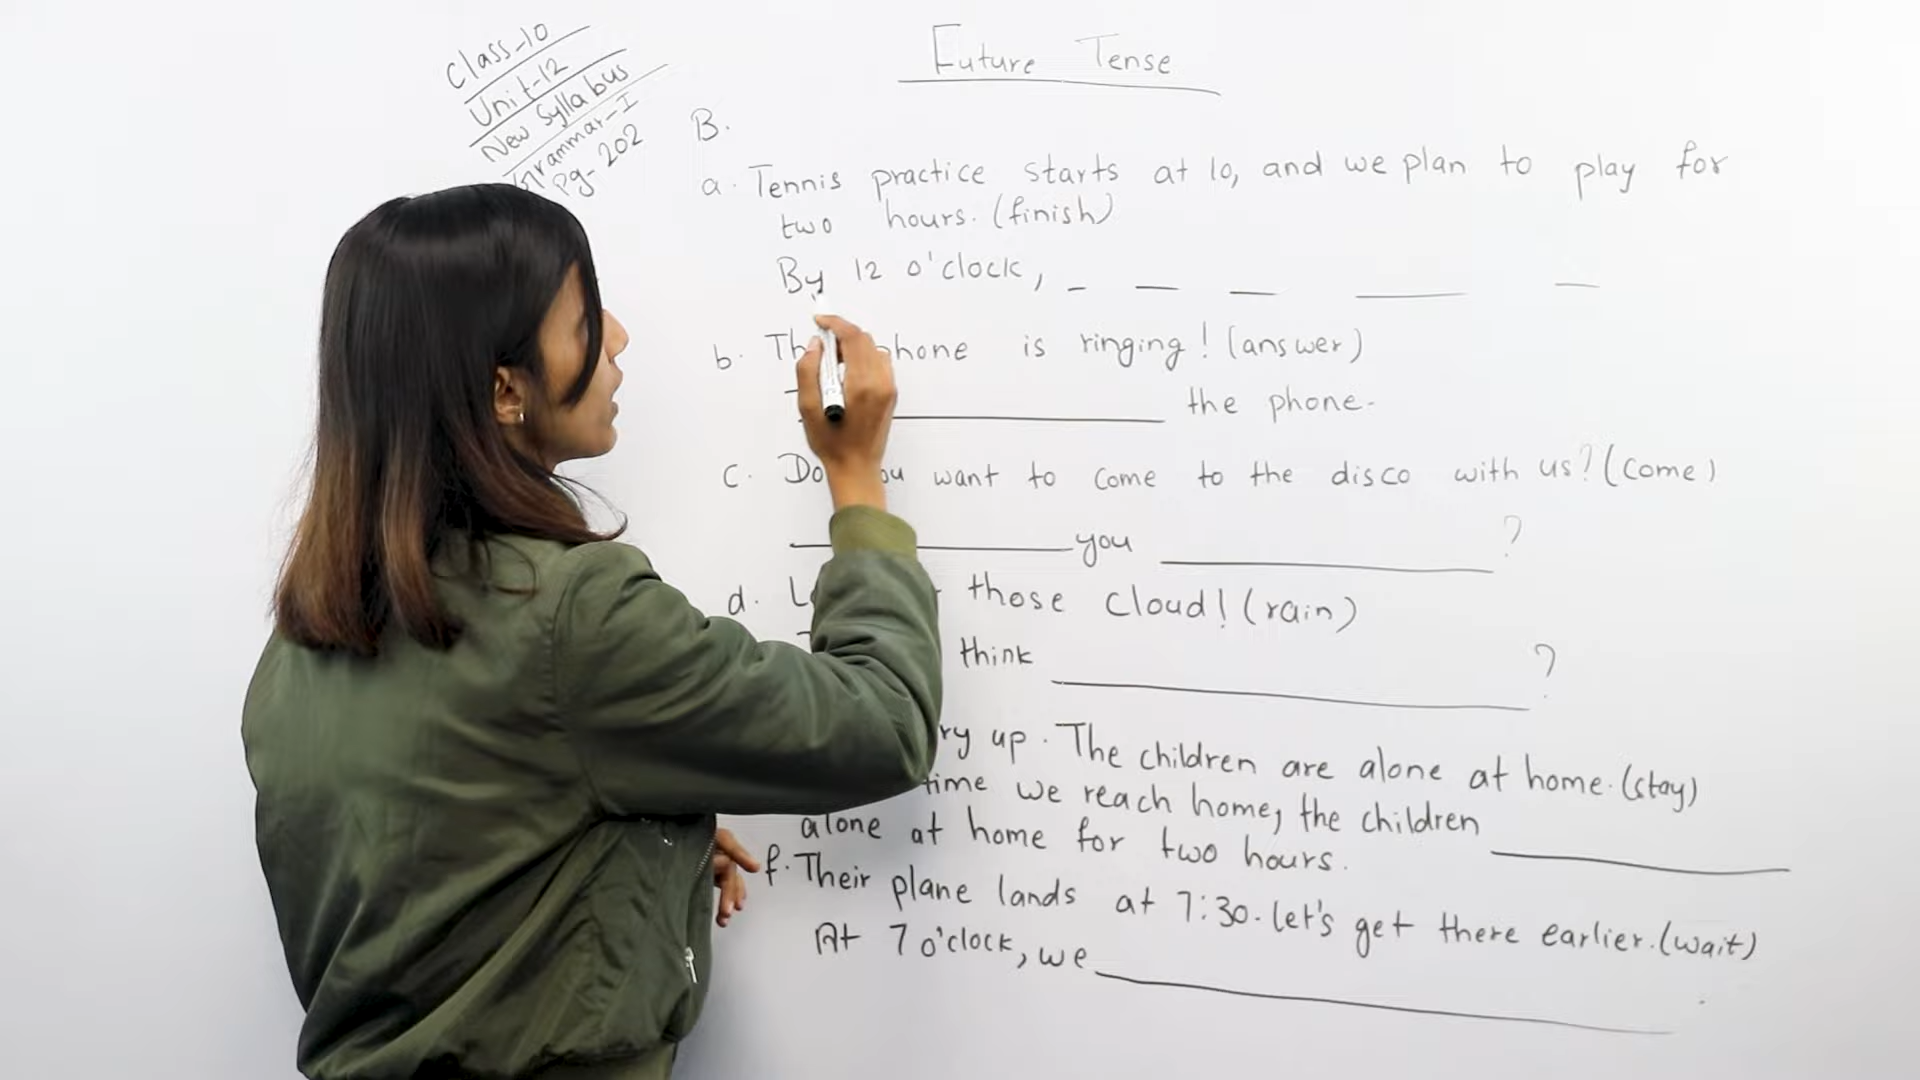 Class-10
Unit-12
New Syllabus
Grammar-I
Pg-202
Future Tense
B.
a. Tennis practice starts at 10, and we plan to play for
two hours. (finish)
By 12 o'clock, _ _ _ _ _
b. phone is ringing! (answer)
the phone.
c. Do want to come to the disco with us? (come)
you ?
d. those cloud! (rain)
think ?
up. The children are alone at home. (stay)
time we reach home, the children
alone at home for two hours.
f. Their plane lands at 7:30. Let's get there earlier. (wait)
At 7 o'clock, we